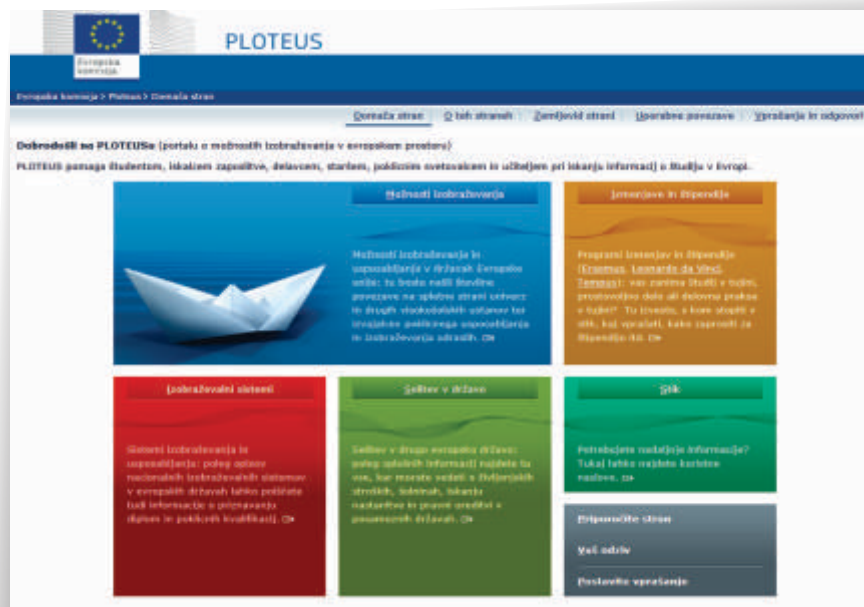 PLOTEUS
Evropska
komisija
Evropska komisija > Ploteus > Domača stran
Domača stran | O teh straneh | Zemljevid strani | Uporabne povezave | Vprašanja in odgovori
Dobrodošli na PLOTEUSu (portalu o možnostih izobraževanja v evropskem prostoru)
PLOTEUS pomaga študentom, iskalcem zaposlitve, delavcem, staršem, poklicnim svetovalcem in učiteljem pri iskanju informacij o študiju v Evropi.
Možnosti izobraževanja
Možnosti izobraževanja in
usposabljanja v državah Evropske
unije: tu boste našli številne
povezave na spletne strani univerz
in drugih visokošolskih ustanov ter
izvajalcev poklicnega usposabljanja
in izobraževanja odraslih.
Izmenjave in štipendije
Programi izmenjav in štipendije
(Erasmus, Leonardo da Vinci,
Tempus): vas zanima študij v tujini,
prostovoljno delo ali delovna praksa
v tujini? Tu izveste, s kom stopiti v
stik, kaj vprašati, kako zaprositi za
štipendijo itd.
Izobraževalni sistemi
Sistemi izobraževanja in
usposabljanja: poleg opisov
nacionalnih izobraževalnih sistemov
v evropskih državah lahko poiščete
tudi informacije o priznavanju
diplom in poklicnih kvalifikacij.
Selitev v državo
Selitev v drugo evropsko državo:
poleg splošnih informacij najdete tu
vse, kar morate vedeti o življenjskih
stroških, šolninah, iskanju
nastanitve in pravni ureditvi v
posameznih državah.
Stik
Potrebujete nadaljnje informacije?
Tukaj lahko najdete koristne
naslove.
Priporočite stran
Vaš odziv
Postavite vprašanje